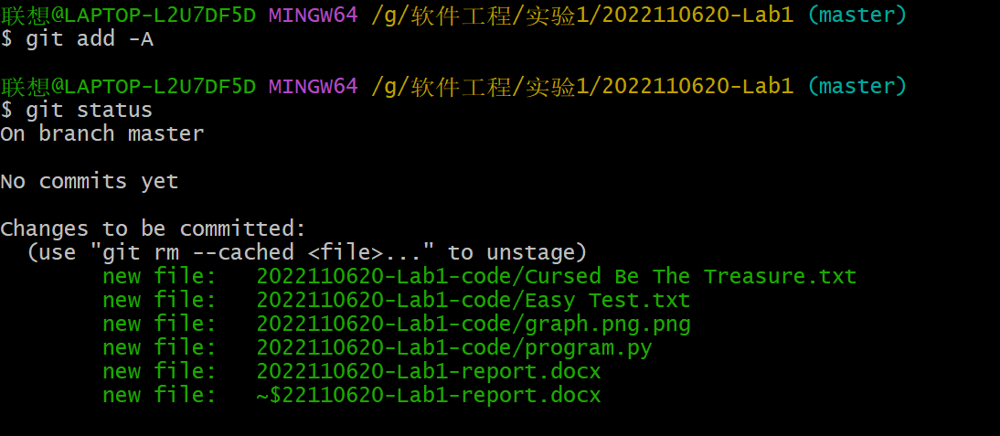 联想@LAPTOP-L2U7DF5D MINGW64 /g/软件工程/实验1/2022110620-Lab1 (master)
$ git add -A
联想@LAPTOP-L2U7DF5D MINGW64 /g/软件工程/实验1/2022110620-Lab1 (master)
$ git status
On branch master
No commits yet
Changes to be committed:
  (use "git rm --cached <file>..." to unstage)
        new file:   2022110620-Lab1-code/Cursed Be The Treasure.txt
        new file:   2022110620-Lab1-code/Easy Test.txt
        new file:   2022110620-Lab1-code/graph.png.png
        new file:   2022110620-Lab1-code/program.py
        new file:   2022110620-Lab1-report.docx
        new file:   ~$22110620-Lab1-report.docx